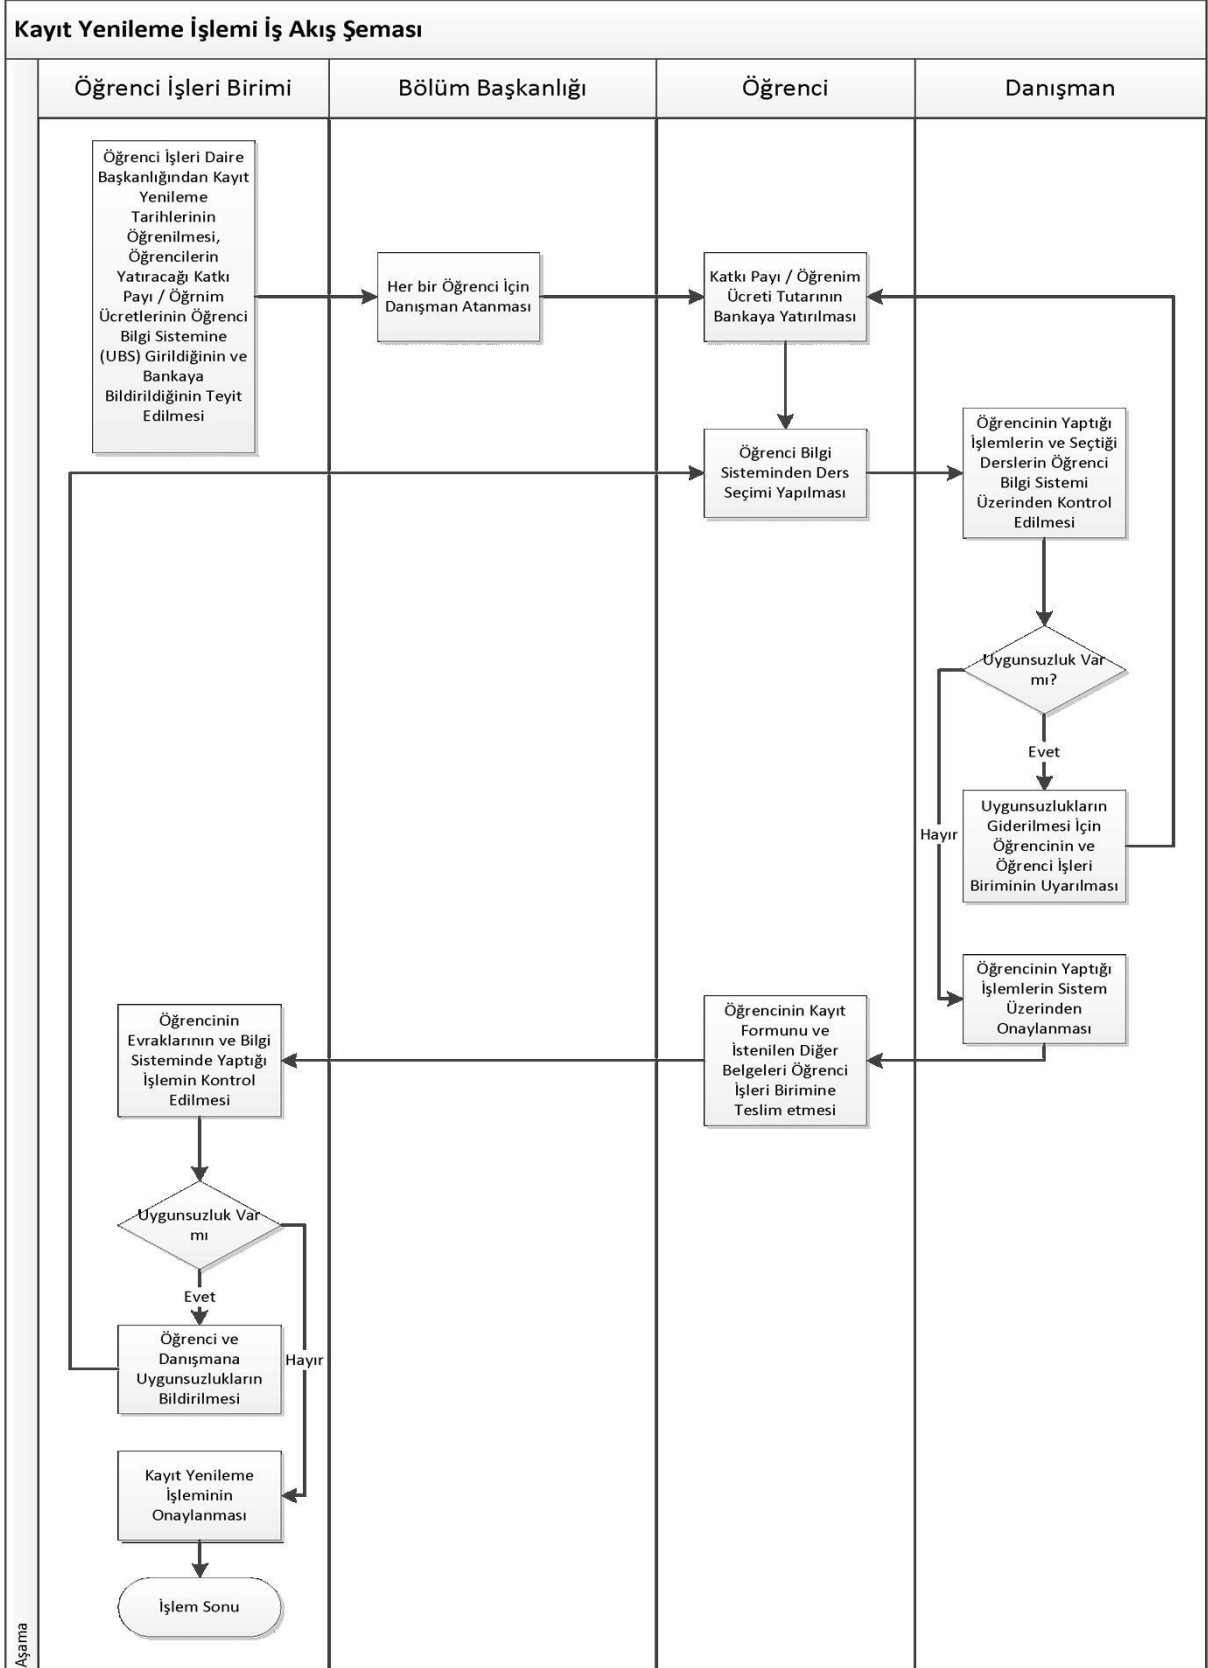 Kayıt Yenileme İşlemi İş Akış Şeması
Öğrenci İşleri Birimi
Bölüm Başkanlığı
Öğrenci
Danışman
Öğrenci İşleri Daire
Başkanlığından Kayıt
Yenileme
Tarihlerinin
Öğrenilmesi,
Öğrencilerin
Yatıracağı Katkı
Payı / Öğrnim
Ücretlerinin Öğrenci
Bilgi Sistemine
(UBS) Girildiğinin ve
Bankaya
Bildirildiğinin Teyit
Edilmesi
Her bir Öğrenci İçin
Danışman Atanması
Katkı Payı / Öğrenim
Ücreti Tutarının
Bankaya Yatırılması
Öğrenci Bilgi
Sisteminden Ders
Seçimi Yapılması
Öğrencinin Yaptığı
İşlemlerin ve Seçtiği
Derslerin Öğrenci
Bilgi Sistemi
Üzerinden Kontrol
Edilmesi
Uygunsuzluk Var
mı?
Evet
Hayır
Uygunsuzlukların
Giderilmesi İçin
Öğrencinin ve
Öğrenci İşleri
Biriminin Uyarılması
Öğrencinin Yaptığı
İşlemlerin Sistem
Üzerinden
Onaylanması
Öğrencinin Kayıt
Formunu ve
İstenilen Diğer
Belgeleri Öğrenci
İşleri Birimine
Teslim etmesi
Öğrencinin
Evraklarının ve Bilgi
Sisteminde Yaptığı
İşlemin Kontrol
Edilmesi
Uygunsuzluk Var
mı
Evet
Hayır
Öğrenci ve
Danışmana
Uygunsuzlukların
Bildirilmesi
Kayıt Yenileme
İşleminin
Onaylanması
İşlem Sonu
Aşama